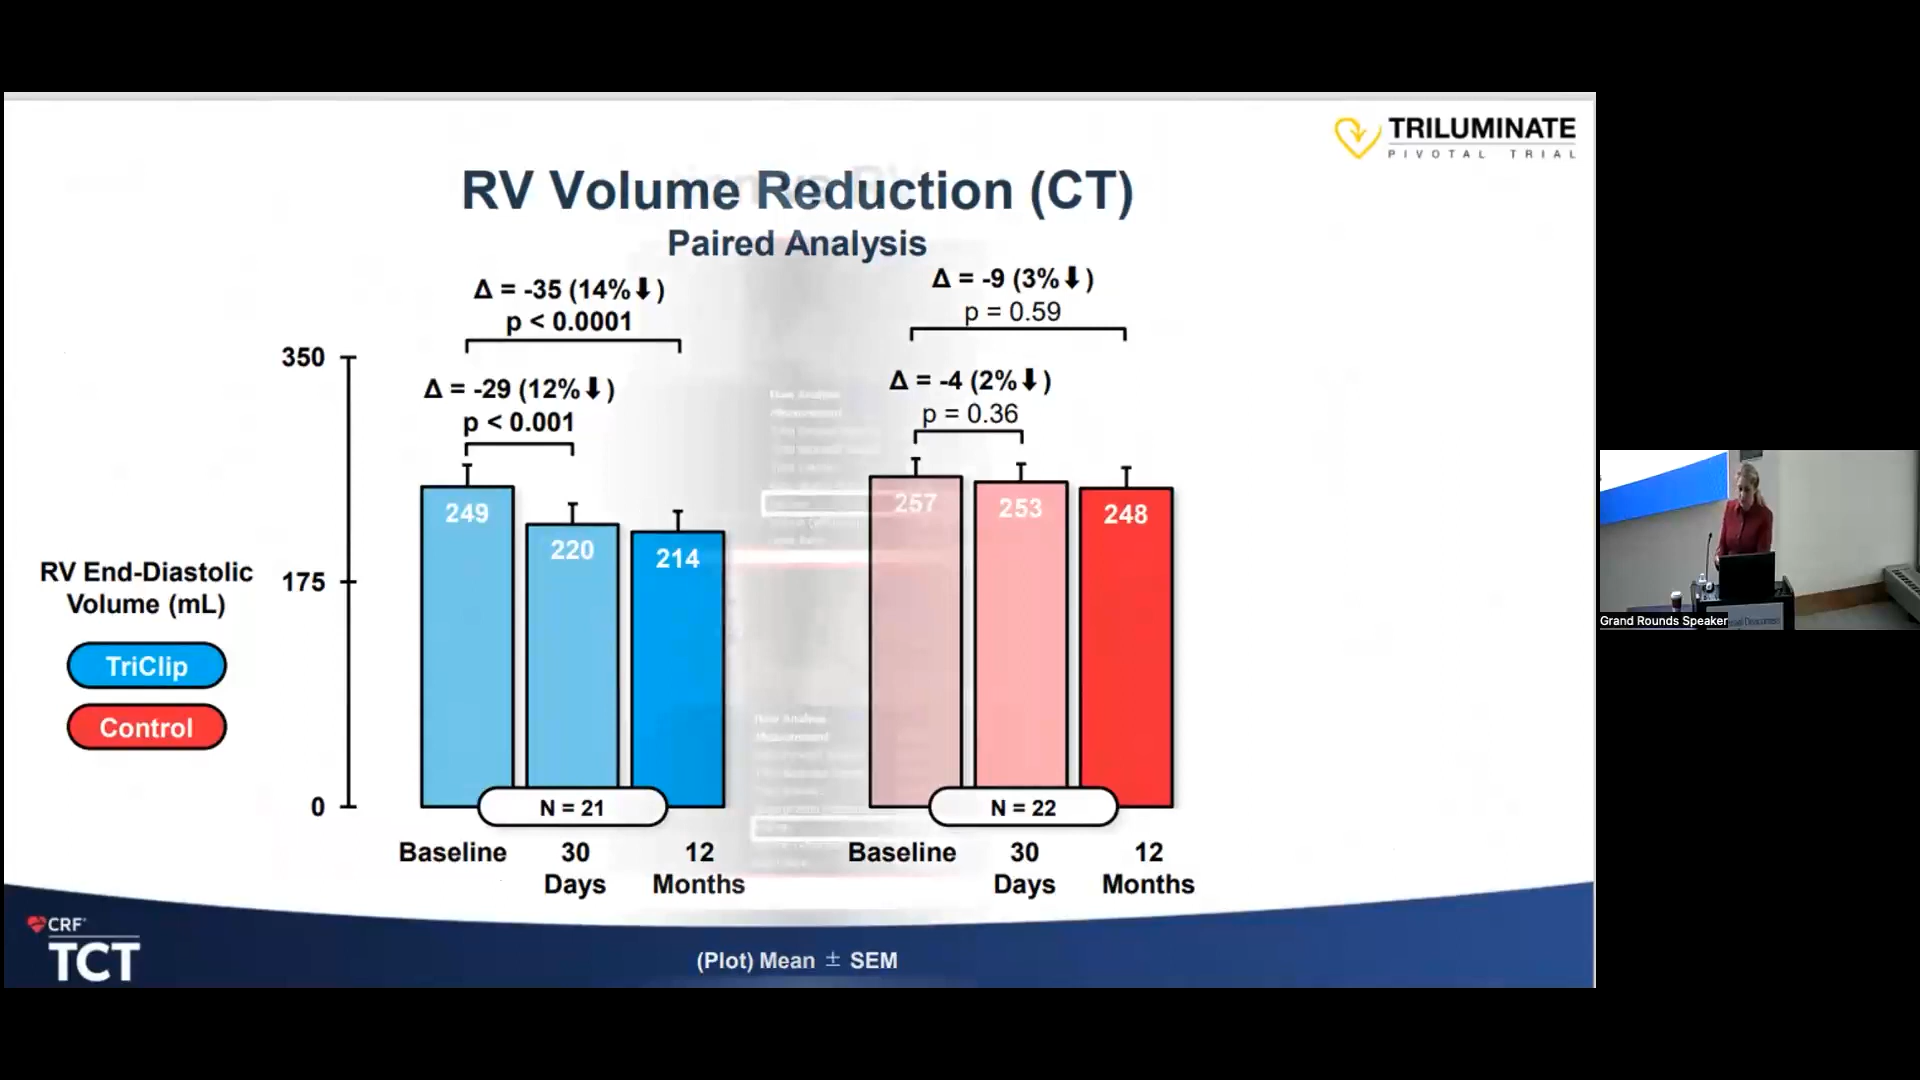 TRILUMINATE
PIVOTAL TRIAL
RV Volume Reduction (CT)
Paired Analysis
Δ = -35 (14%⬇)
p < 0.0001
Δ = -29 (12%⬇)
p < 0.001
Δ = -9 (3%⬇)
p = 0.59
Δ = -4 (2%⬇)
p = 0.36
350
175
0
RV End-Diastolic
Volume (mL)
TriClip
Control
249
220
214
257
253
248
N = 21
N = 22
Baseline
30
Days
12
Months
Baseline
30
Days
12
Months
CRF
TCT
(Plot) Mean ± SEM
Grand Rounds Speaker